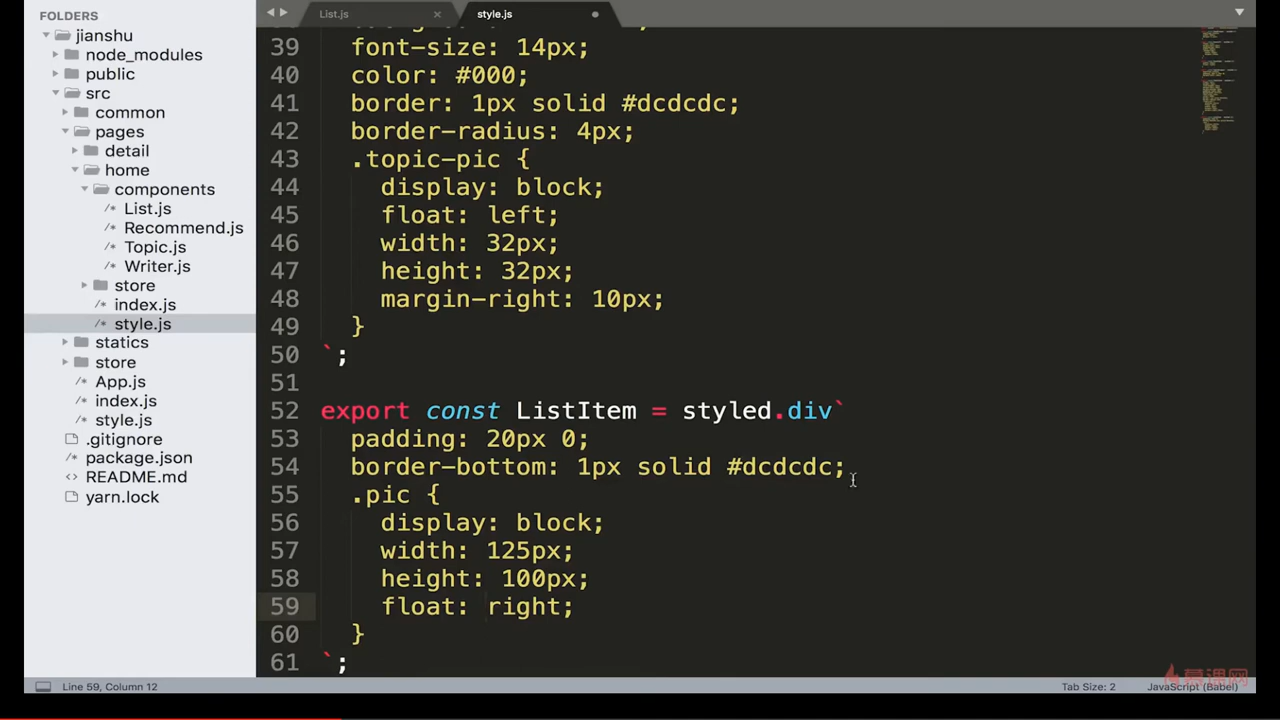 FOLDERS
jianshu
node_modules
public
src
common
pages
detail
home
components
List.js
Recommend.js
Topic.js
Writer.js
store
index.js
style.js
statics
store
App.js
index.js
style.js
.gitignore
package.json
README.md
yarn.lock
List.js
style.js
39 font-size: 14px;
40 color: #000;
41 border: 1px solid #dcdcdc;
42 border-radius: 4px;
43 .topic-pic {
44 display: block;
45 float: left;
46 width: 32px;
47 height: 32px;
48 margin-right: 10px;
49 }
50 `;
51
52 export const ListItem = styled.div`
53 padding: 20px 0;
54 border-bottom: 1px solid #dcdcdc;
55 .pic {
56 display: block;
57 width: 125px;
58 height: 100px;
59 float: right;
60 }
61 `;
慕课网
Line 59, Column 12
Tab Size: 2
JavaScript (Babel)